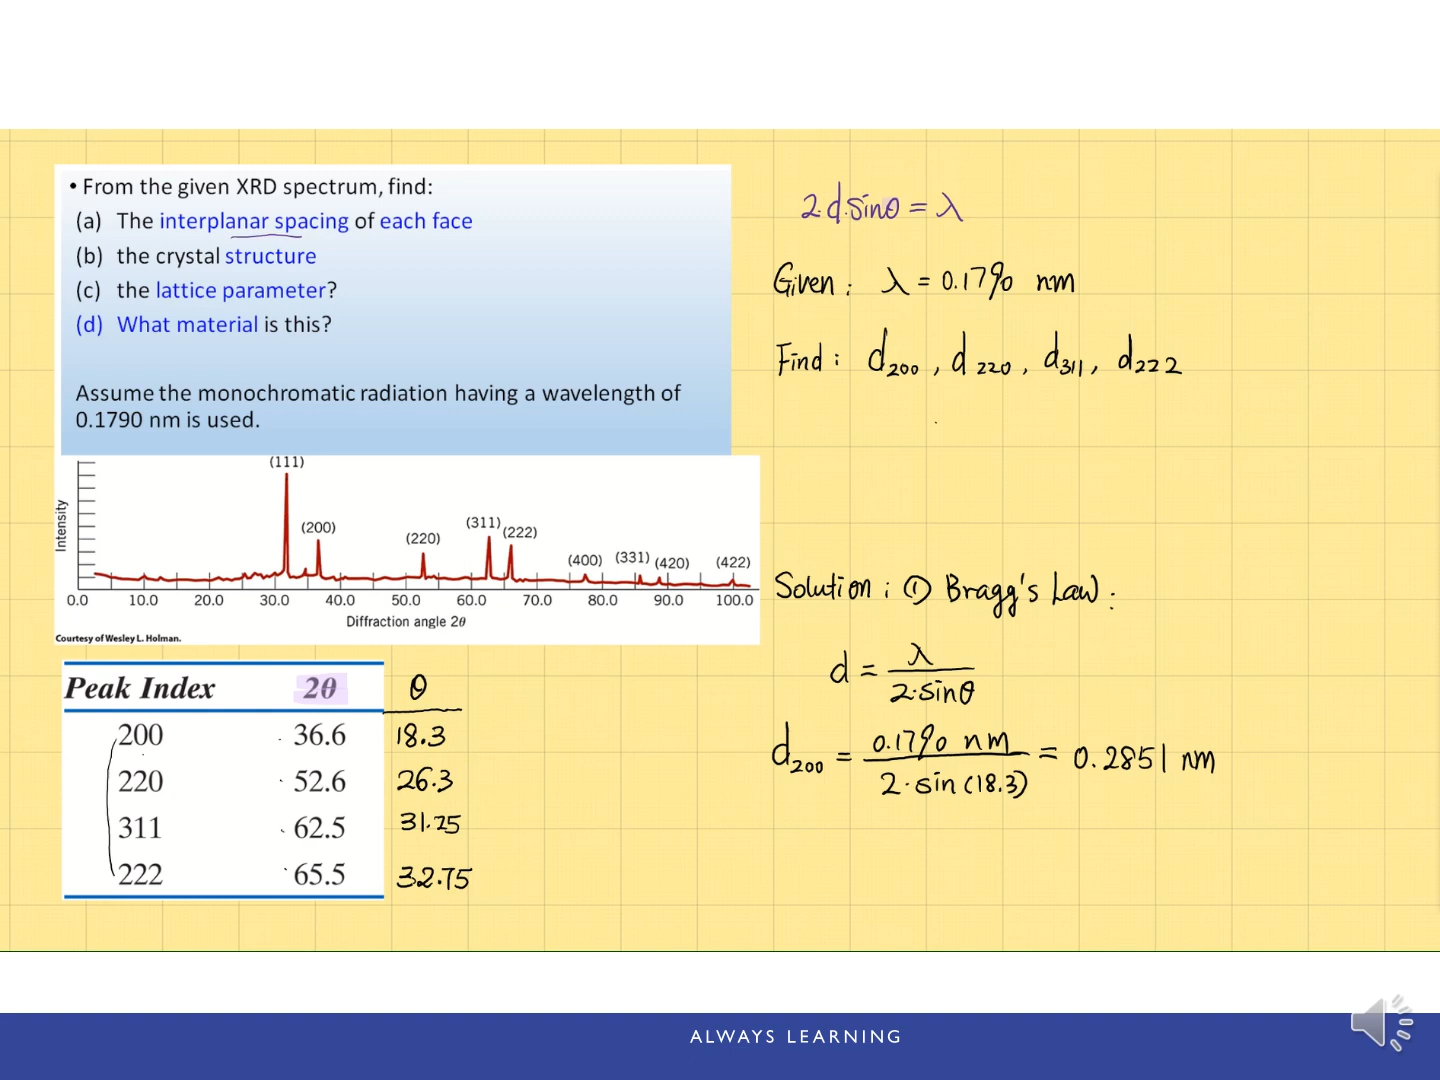 • From the given XRD spectrum, find:
(a) The interplanar spacing of each face
(b) the crystal structure
(c) the lattice parameter?
(d) What material is this?
Assume the monochromatic radiation having a wavelength of
0.1790 nm is used.
(111)
(200)
(220)
(311)
(222)
(400)
(331)
(420)
(422)
Intensity
0.0 10.0 20.0 30.0 40.0 50.0 60.0 70.0 80.0 90.0 100.0
Diffraction angle 2θ
Courtesy of Wesley L. Holman.
Peak Index 2θ θ
200 36.6 18.3
220 52.6 26.3
311 62.5 31.25
222 65.5 32.75
2·d·sinθ = λ
Given: λ = 0.1790 nm
Find: d200, d220, d311, d222
Solution: ① Bragg's Law:
d = λ / 2·sinθ
d200 = 0.1790 nm / 2·sin(18.3) = 0.2851 nm
ALWAYS LEARNING